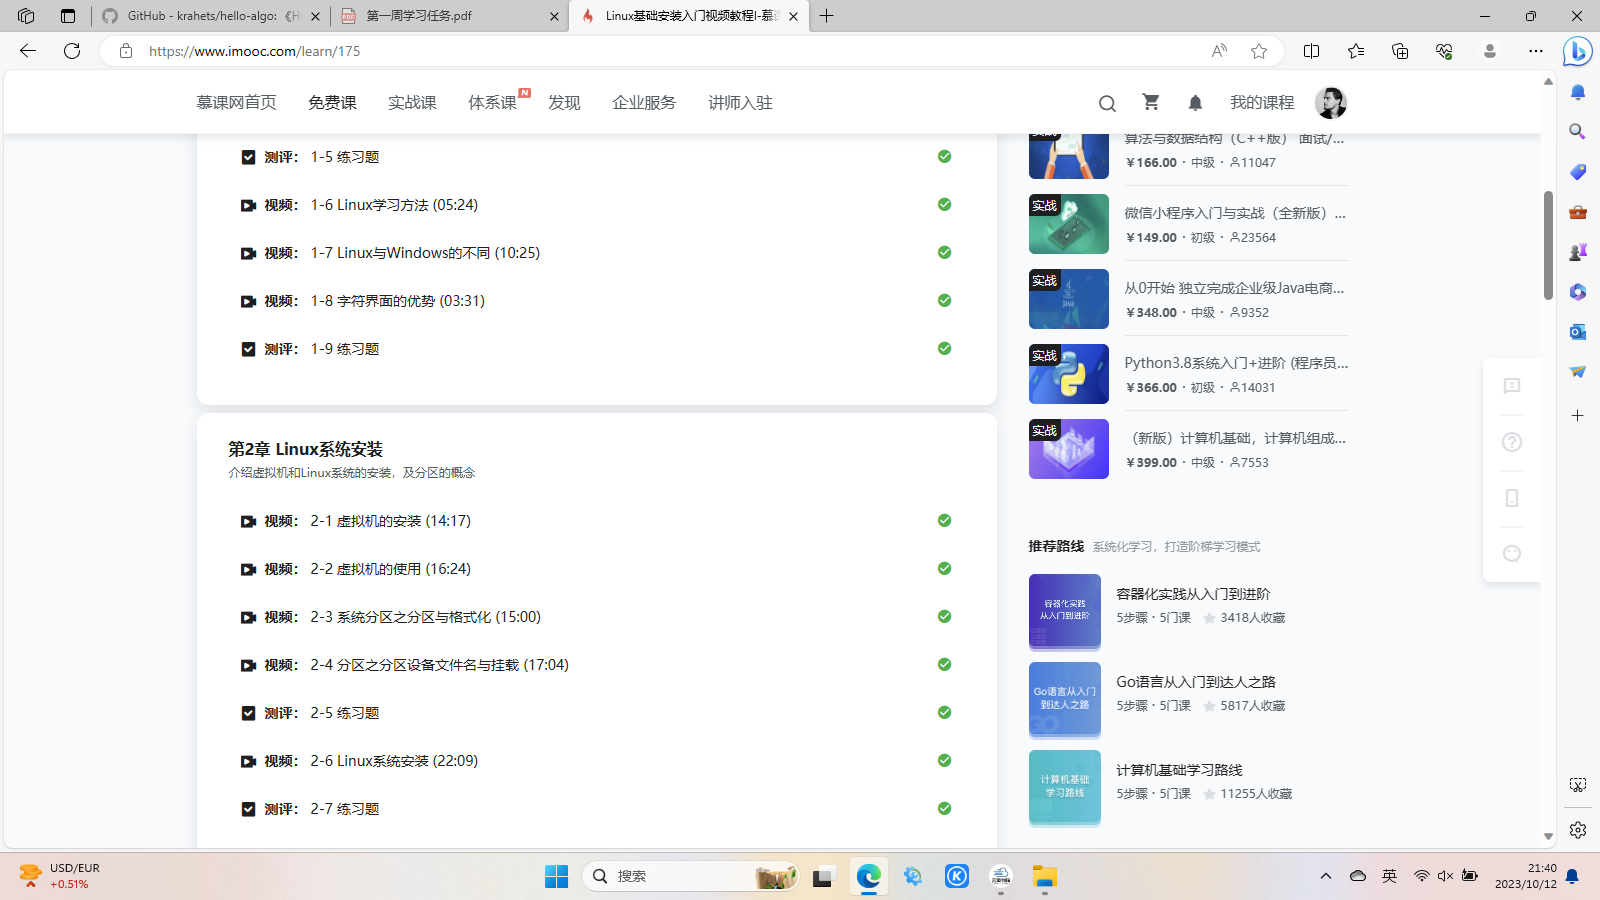 GitHub - krahets/hello-algo: 《H
第一周学习任务.pdf
Linux基础安装入门视频教程I-慕课
https://www.imooc.com/learn/175
慕课网首页
免费课
实战课
体系课
N
发现
企业服务
讲师入驻
我的课程
测评: 1-5 练习题
视频: 1-6 Linux学习方法 (05:24)
视频: 1-7 Linux与Windows的不同 (10:25)
视频: 1-8 字符界面的优势 (03:31)
测评: 1-9 练习题
第2章 Linux系统安装
介绍虚拟机和Linux系统的安装，及分区的概念
视频: 2-1 虚拟机的安装 (14:17)
视频: 2-2 虚拟机的使用 (16:24)
视频: 2-3 系统分区之分区与格式化 (15:00)
视频: 2-4 分区之分区设备文件名与挂载 (17:04)
测评: 2-5 练习题
视频: 2-6 Linux系统安装 (22:09)
测评: 2-7 练习题
算法与数据结构（C++版） 面试/...
￥166.00 · 中级 · 11047
实战
微信小程序入门与实战（全新版）...
￥149.00 · 初级 · 23564
实战
从0开始 独立完成企业级Java电商...
￥348.00 · 中级 · 9352
实战
Python3.8系统入门+进阶 (程序员...
￥366.00 · 初级 · 14031
实战
（新版）计算机基础，计算机组成...
￥399.00 · 中级 · 7553
推荐路线 系统化学习，打造阶梯学习模式
容器化实践
从入门到进阶
容器化实践从入门到进阶
5步骤 · 5门课 3418人收藏
Go语言从入门
到达人之路
GO
Go语言从入门到达人之路
5步骤 · 5门课 5817人收藏
计算机基础
学习路线
计算机基础学习路线
5步骤 · 5门课 11255人收藏
USD/EUR
+0.51%
搜索
英
21:40
2023/10/12